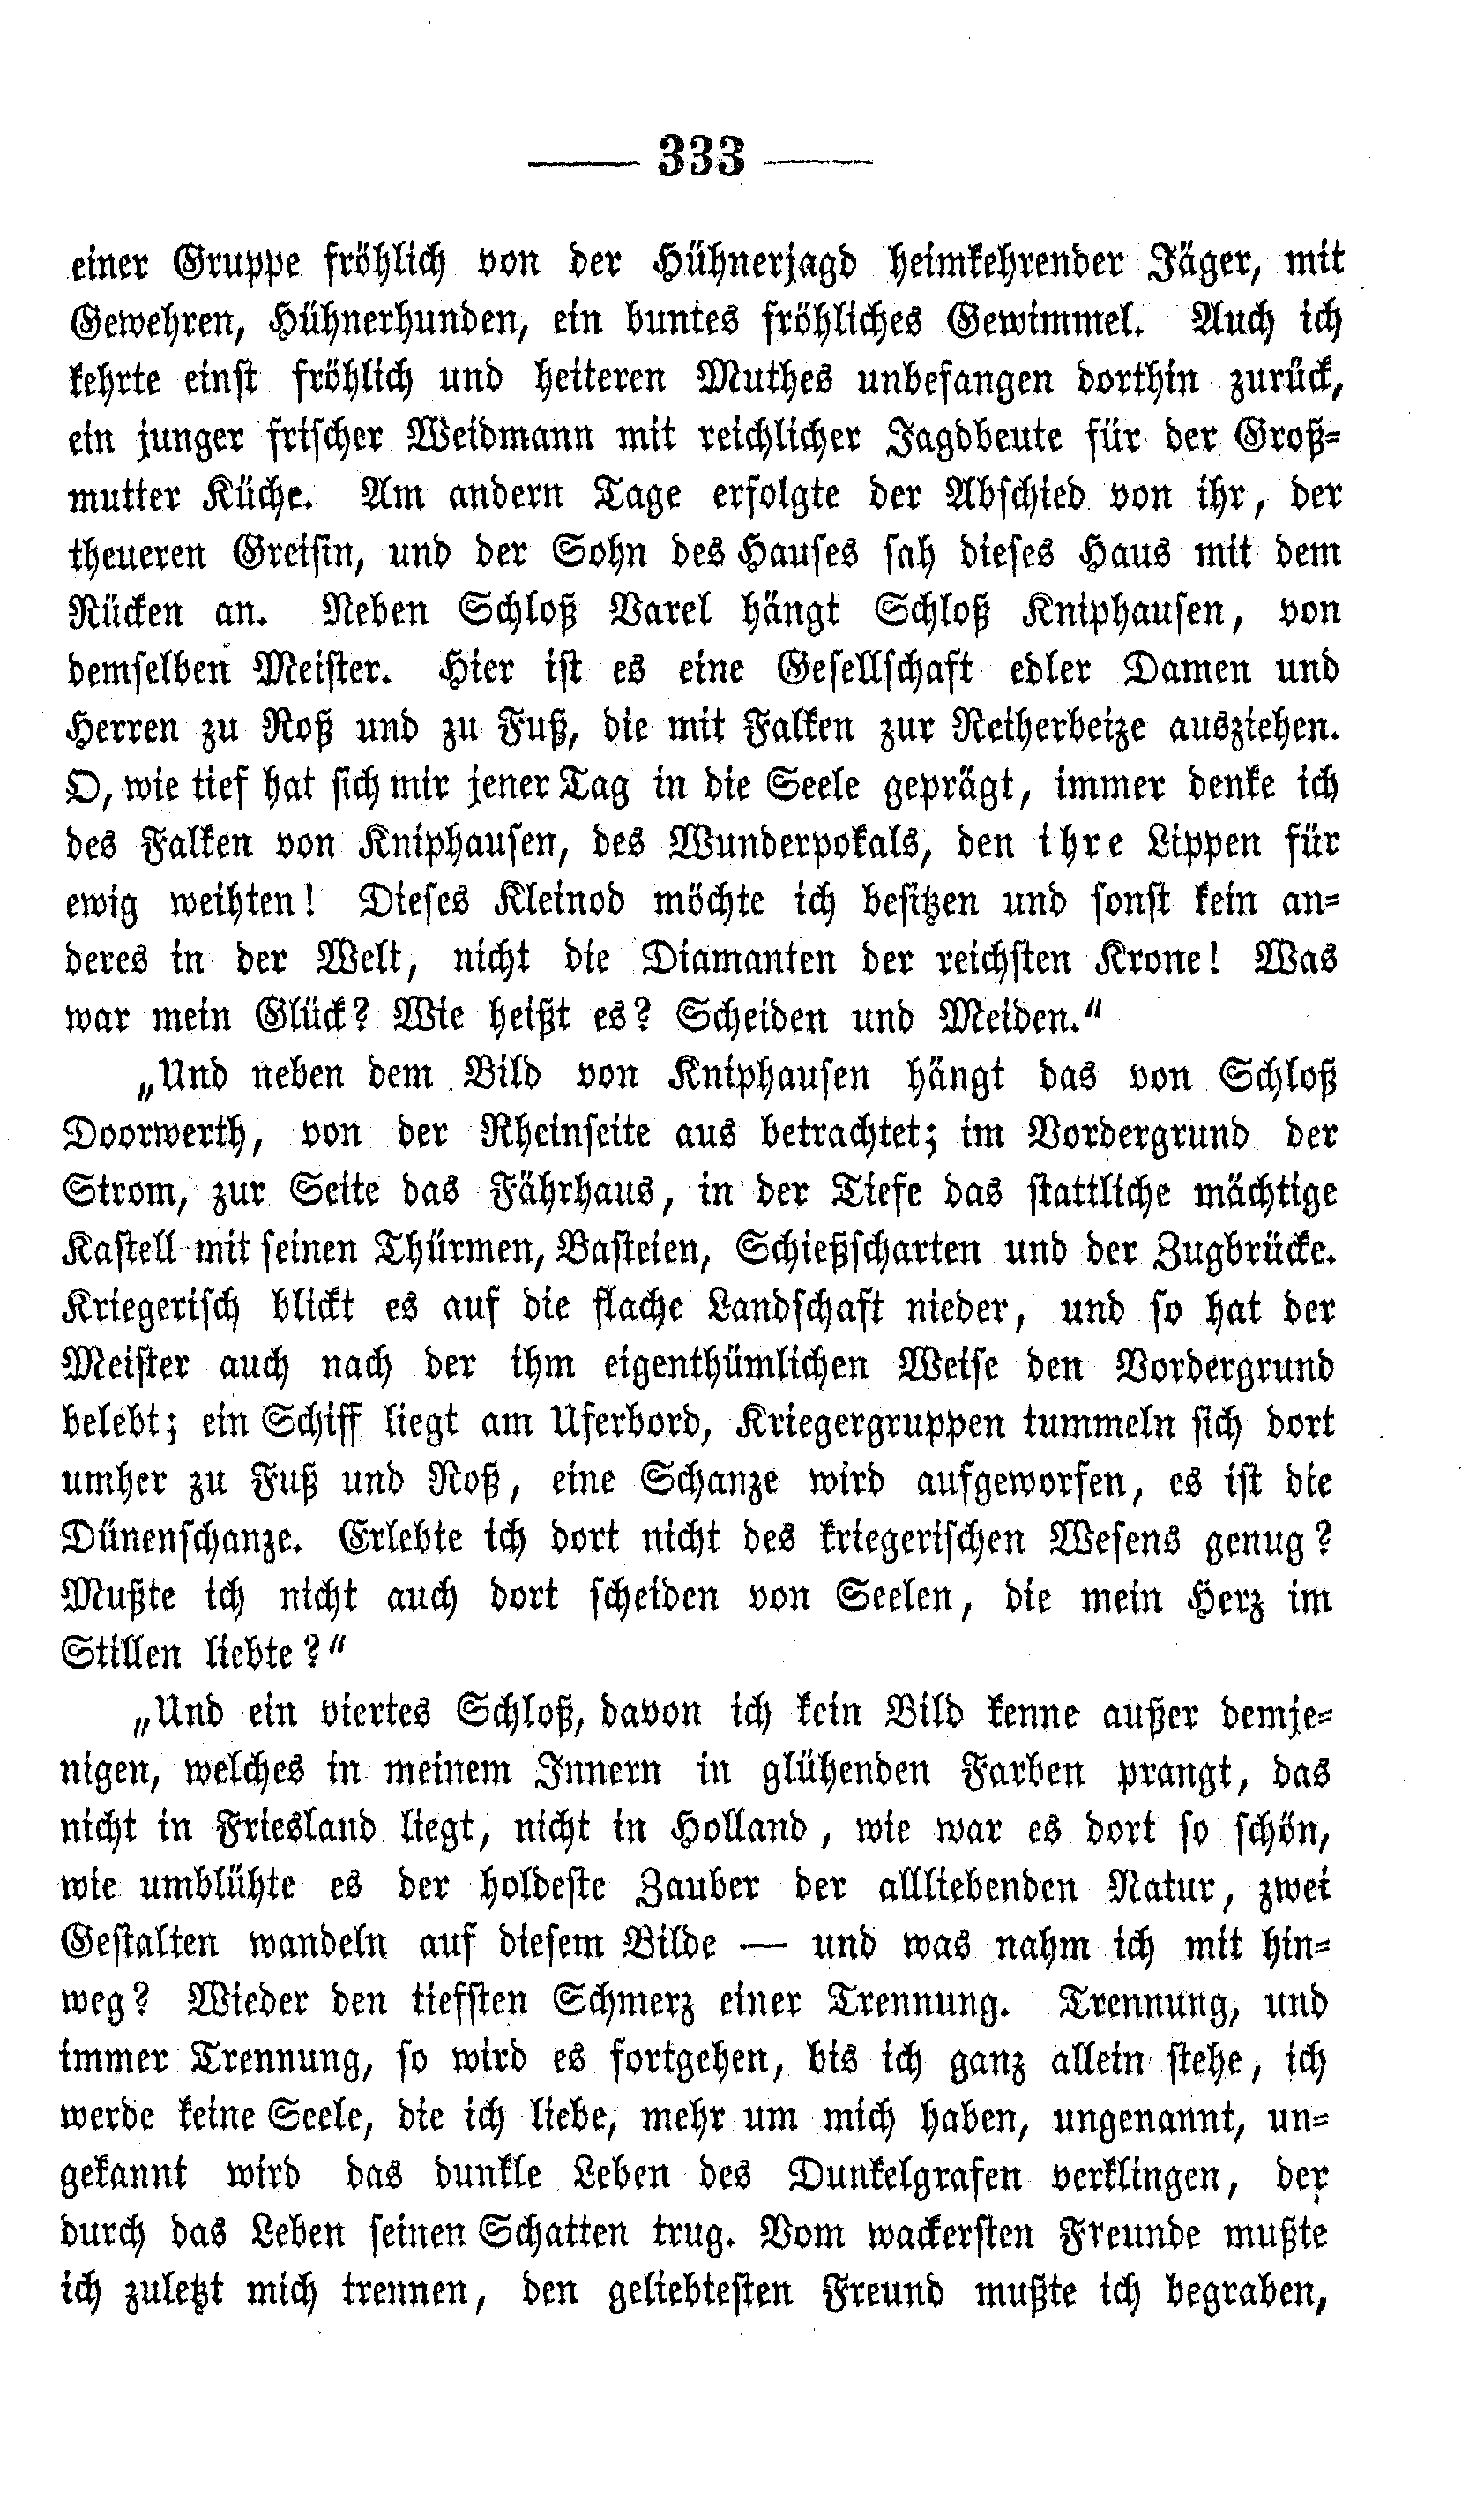 — 333 —
einer Gruppe fröhlich von der Hühnerjagd heimkehrender Jäger, mit
Gewehren, Hühnerhunden, ein buntes fröhliches Gewimmel. Auch ich
kehrte einst fröhlich und heiteren Muthes unbefangen dorthin zurück,
ein junger frischer Weidmann mit reichlicher Jagdbeute für der Groß-
mutter Küche. Am andern Tage erfolgte der Abschied von ihr, der
theueren Greisin, und der Sohn des Hauses sah dieses Haus mit dem
Rücken an. Neben Schloß Varel hängt Schloß Kniphausen, von
demselben Meister. Hier ist es eine Gesellschaft edler Damen und
Herren zu Roß und zu Fuß, die mit Falken zur Reiherbeize ausziehen.
O, wie tief hat sich mir jener Tag in die Seele geprägt, immer denke ich
des Falken von Kniphausen, des Wunderpokals, den ihre Lippen für
ewig weihten! Dieses Kleinod möchte ich besitzen und sonst kein an-
deres in der Welt, nicht die Diamanten der reichsten Krone! Was
war mein Glück? Wie heißt es? Scheiden und Meiden.“
„Und neben dem Bild von Kniphausen hängt das von Schloß
Doorwerth, von der Rheinseite aus betrachtet; im Vordergrund der
Strom, zur Seite das Fährhaus, in der Tiefe das stattliche mächtige
Kastell mit seinen Thürmen, Basteien, Schießscharten und der Zugbrücke.
Kriegerisch blickt es auf die flache Landschaft nieder, und so hat der
Meister auch nach der ihm eigenthümlichen Weise den Vordergrund
belebt; ein Schiff liegt am Uferbord, Kriegergruppen tummeln sich dort
umher zu Fuß und Roß, eine Schanze wird aufgeworfen, es ist die
Dünenschanze. Erlebte ich dort nicht des kriegerischen Wesens genug?
Mußte ich nicht auch dort scheiden von Seelen, die mein Herz im
Stillen liebte?“
„Und ein viertes Schloß, davon ich kein Bild kenne außer demje-
nigen, welches in meinem Innern in glühenden Farben prangt, das
nicht in Friesland liegt, nicht in Holland, wie war es dort so schön,
wie umblühte es der holdeste Zauber der allliebenden Natur, zwei
Gestalten wandeln auf diesem Bilde — und was nahm ich mit hin-
weg? Wieder den tiefsten Schmerz einer Trennung. Trennung, und
immer Trennung, so wird es fortgehen, bis ich ganz allein stehe, ich
werde keine Seele, die ich liebe, mehr um mich haben, ungenannt, un-
gekannt wird das dunkle Leben des Dunkelgrafen verklingen, der
durch das Leben seinen Schatten trug. Vom wackersten Freunde mußte
ich zuletzt mich trennen, den geliebtesten Freund mußte ich begraben,